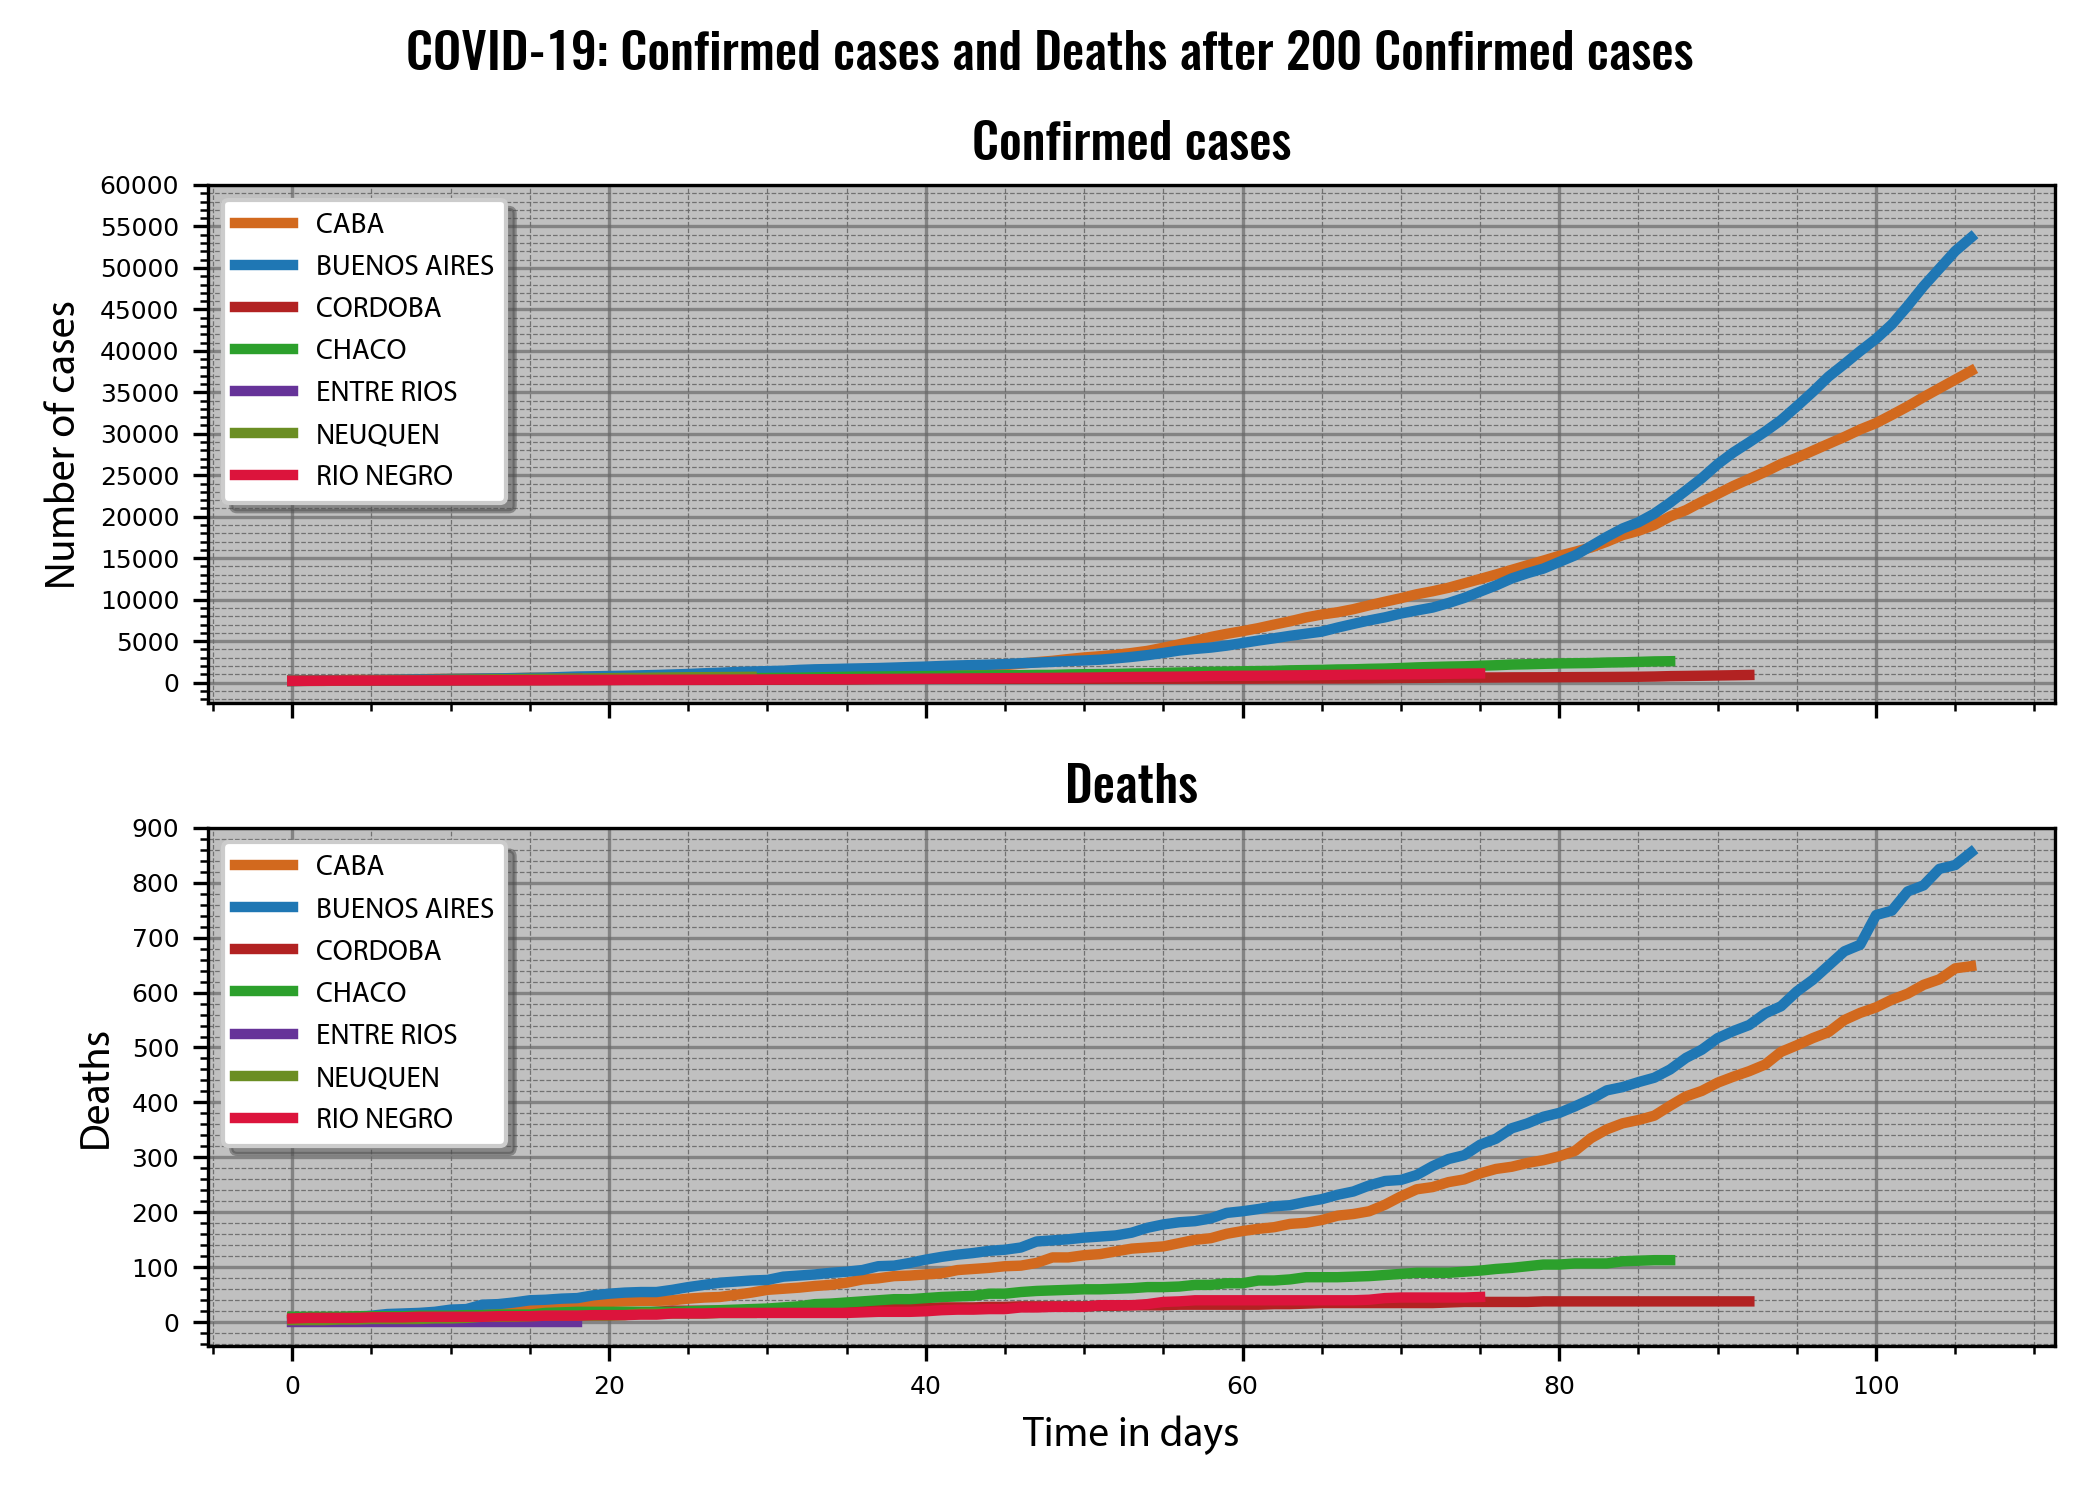 COVID-19: Confirmed cases and Deaths after 200 Confirmed cases
Confirmed cases
Number of cases
60000
55000
50000
45000
40000
35000
30000
25000
20000
15000
10000
5000
0
CABA
BUENOS AIRES
CORDOBA
CHACO
ENTRE RIOS
NEUQUEN
RIO NEGRO
Deaths
Deaths
900
800
700
600
500
400
300
200
100
0
CABA
BUENOS AIRES
CORDOBA
CHACO
ENTRE RIOS
NEUQUEN
RIO NEGRO
0 20 40 60 80 100
Time in days